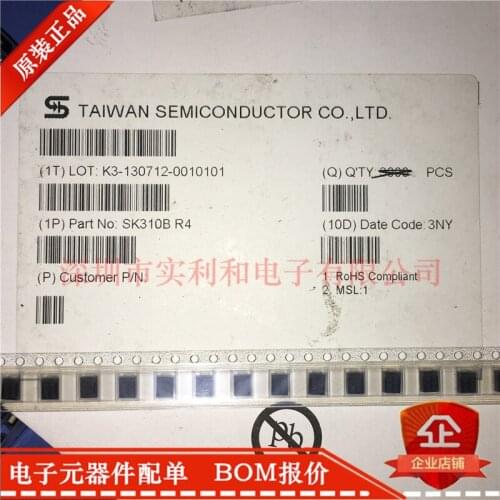 原装正品
TAIWAN SEMICONDUCTOR CO.,LTD.
(1T) LOT: K3-130712-0010101
(Q) Q'TY: 3000 PCS
(1P) Part No: SK310B R4
(10D) Date Code: 3NY
深圳市实利和电子有限公司
(P) Customer P/N:
1. RoHS Compliant
2. MSL:1
Pb
企
企业店铺
电子元器件配单 BOM报价